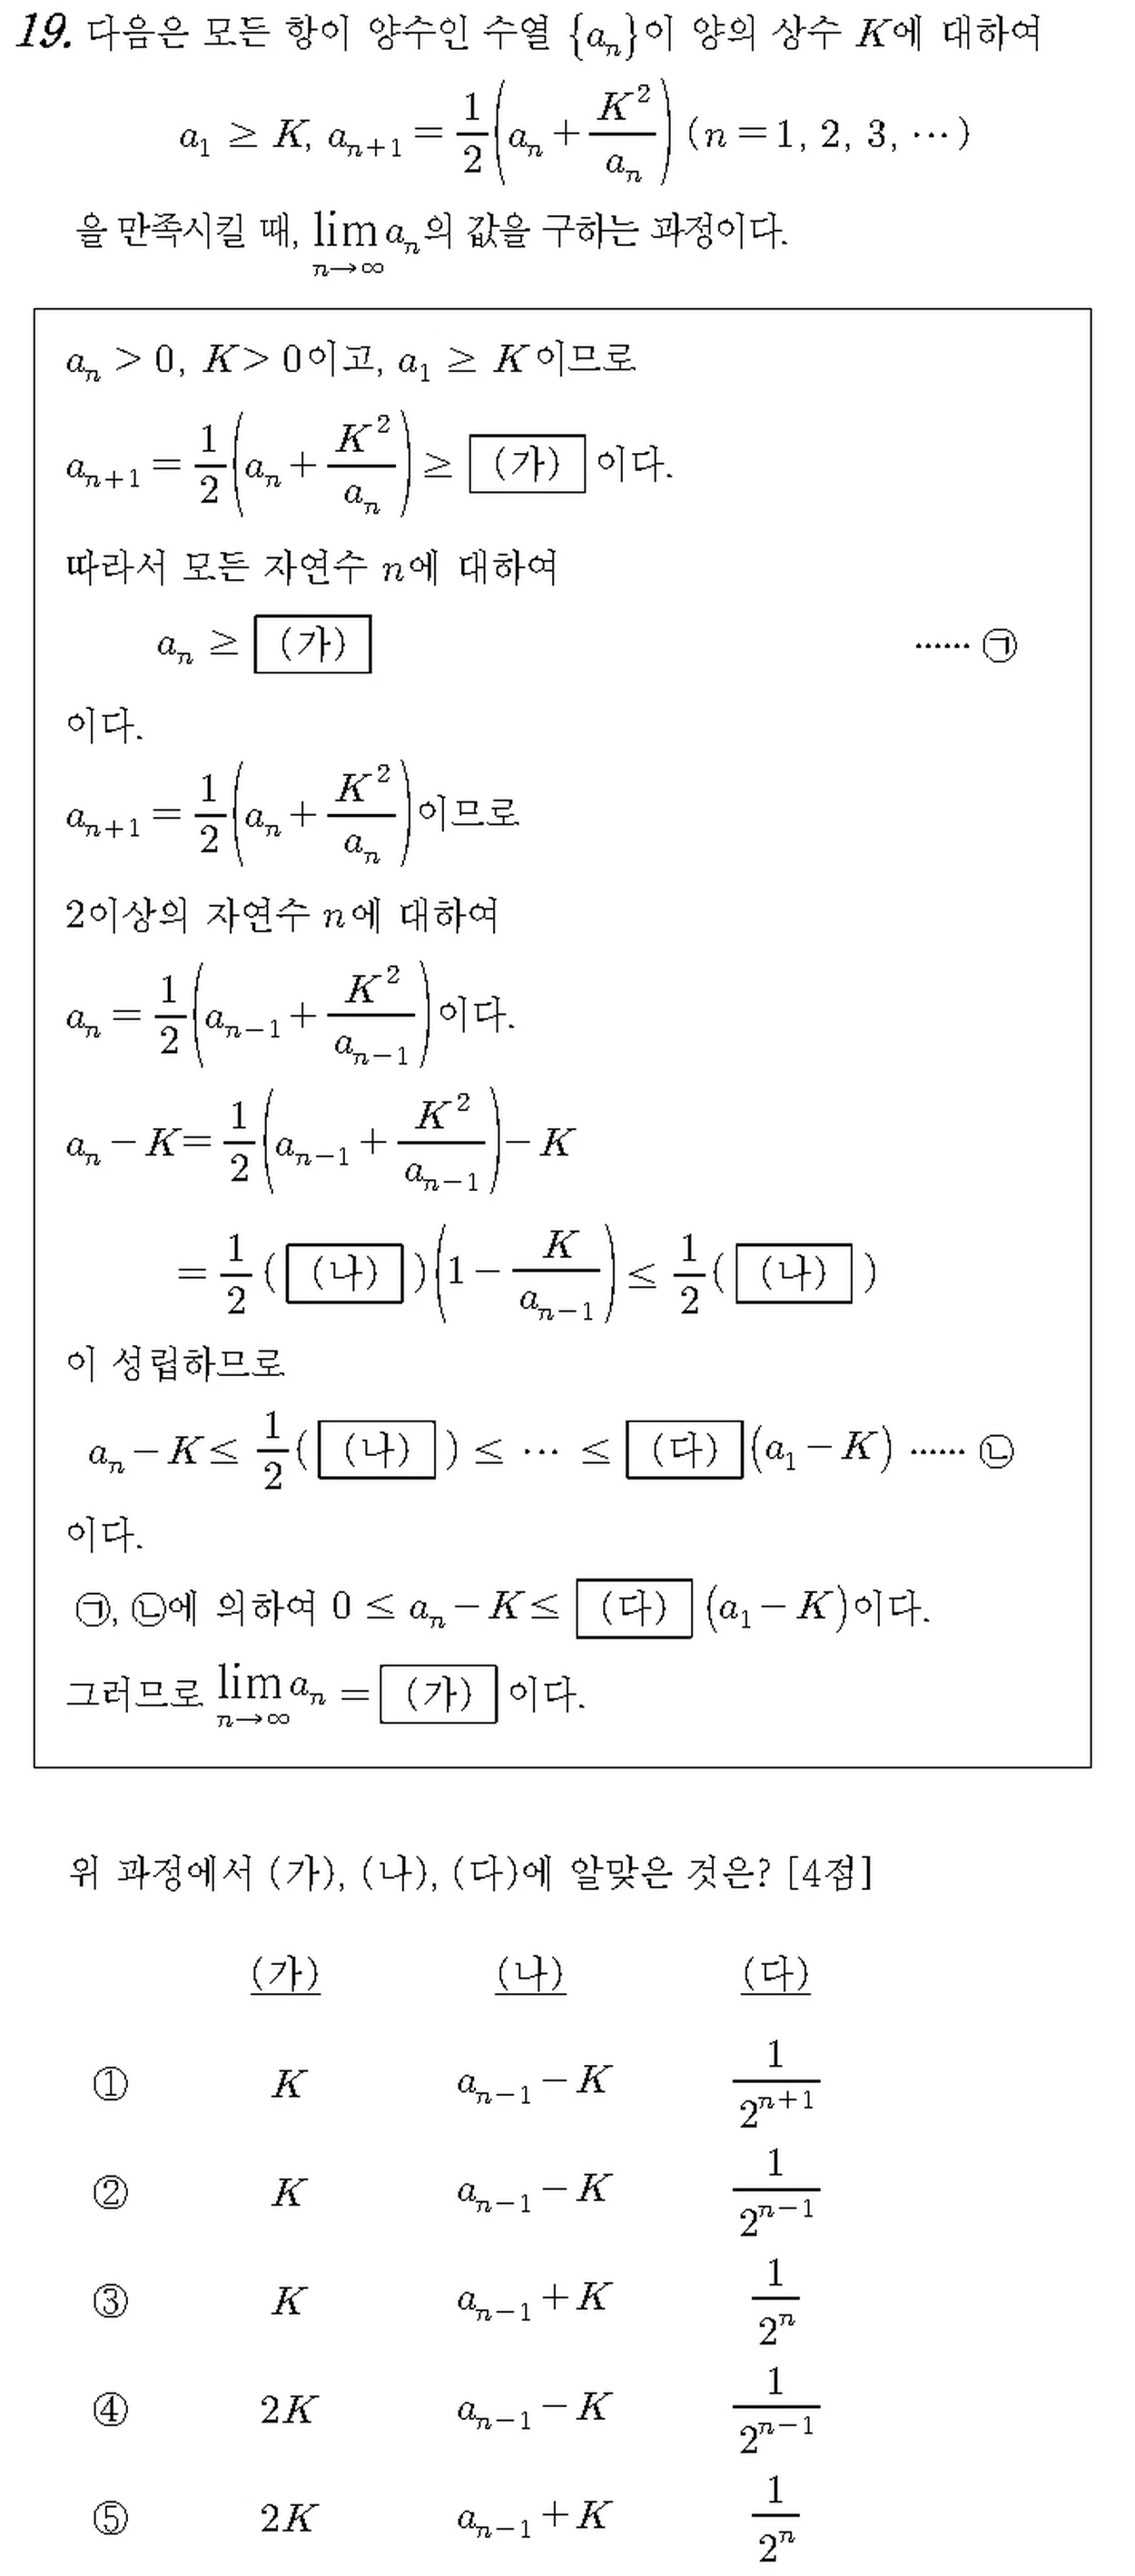 19. 다음은 모든 항이 양수인 수열 {aₙ}이 양의 상수 K에 대하여
a₁ ≥ K, aₙ₊₁ = 1/2(aₙ + K²/aₙ) (n = 1, 2, 3, ⋯)
을 만족시킬 때, lim_{n→∞} aₙ의 값을 구하는 과정이다.
aₙ > 0, K > 0이고, a₁ ≥ K이므로
aₙ₊₁ = 1/2(aₙ + K²/aₙ) ≥ (가) 이다.
따라서 모든 자연수 n에 대하여
aₙ ≥ (가) ⋯⋯ ㉠
이다.
aₙ₊₁ = 1/2(aₙ + K²/aₙ)이므로
2이상의 자연수 n에 대하여
aₙ = 1/2(aₙ₋₁ + K²/aₙ₋₁)이다.
aₙ − K = 1/2(aₙ₋₁ + K²/aₙ₋₁) − K
= 1/2( (나) )(1 − K/aₙ₋₁) ≤ 1/2( (나) )
이 성립하므로
aₙ − K ≤ 1/2( (나) ) ≤ ⋯ ≤ (다) (a₁ − K) ⋯⋯ ㉡
이다.
㉠, ㉡에 의하여 0 ≤ aₙ − K ≤ (다) (a₁ − K)이다.
그러므로 lim_{n→∞} aₙ = (가) 이다.
위 과정에서 (가), (나), (다)에 알맞은 것은? [4점]
(가) (나) (다)
① K aₙ₋₁ − K 1/2ⁿ⁺¹
② K aₙ₋₁ − K 1/2ⁿ⁻¹
③ K aₙ₋₁ + K 1/2ⁿ
④ 2K aₙ₋₁ − K 1/2ⁿ⁻¹
⑤ 2K aₙ₋₁ + K 1/2ⁿ